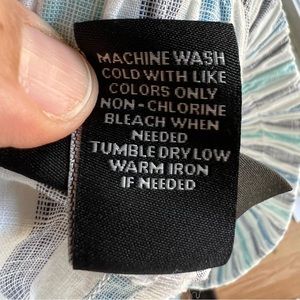 MACHINE WASH
COLD WITH LIKE
COLORS ONLY
NON-CHLORINE
BLEACH WHEN
NEEDED
TUMBLE DRY LOW
WARM IRON
IF NEEDED